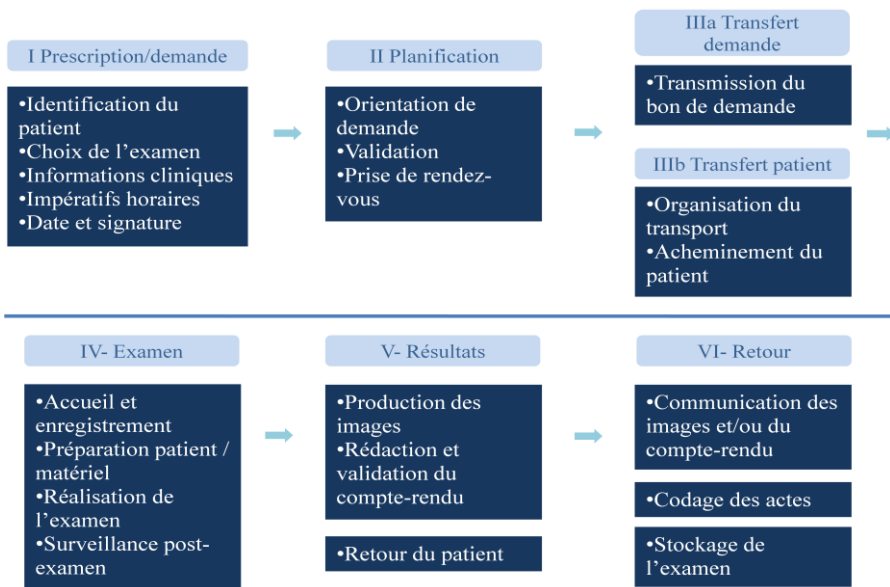 I Prescription/demande
•Identification du
patient
•Choix de l'examen
•Informations cliniques
•Impératifs horaires
•Date et signature
II Planification
•Orientation de
demande
•Validation
•Prise de rendez-
vous
IIIa Transfert
demande
•Transmission du
bon de demande
IIIb Transfert patient
•Organisation du
transport
•Acheminement du
patient
IV- Examen
•Accueil et
enregistrement
•Préparation patient /
matériel
•Réalisation de
l'examen
•Surveillance post-
examen
V- Résultats
•Production des
images
•Rédaction et
validation du
compte-rendu
•Retour du patient
VI- Retour
•Communication des
images et/ou du
compte-rendu
•Codage des actes
•Stockage de
l'examen